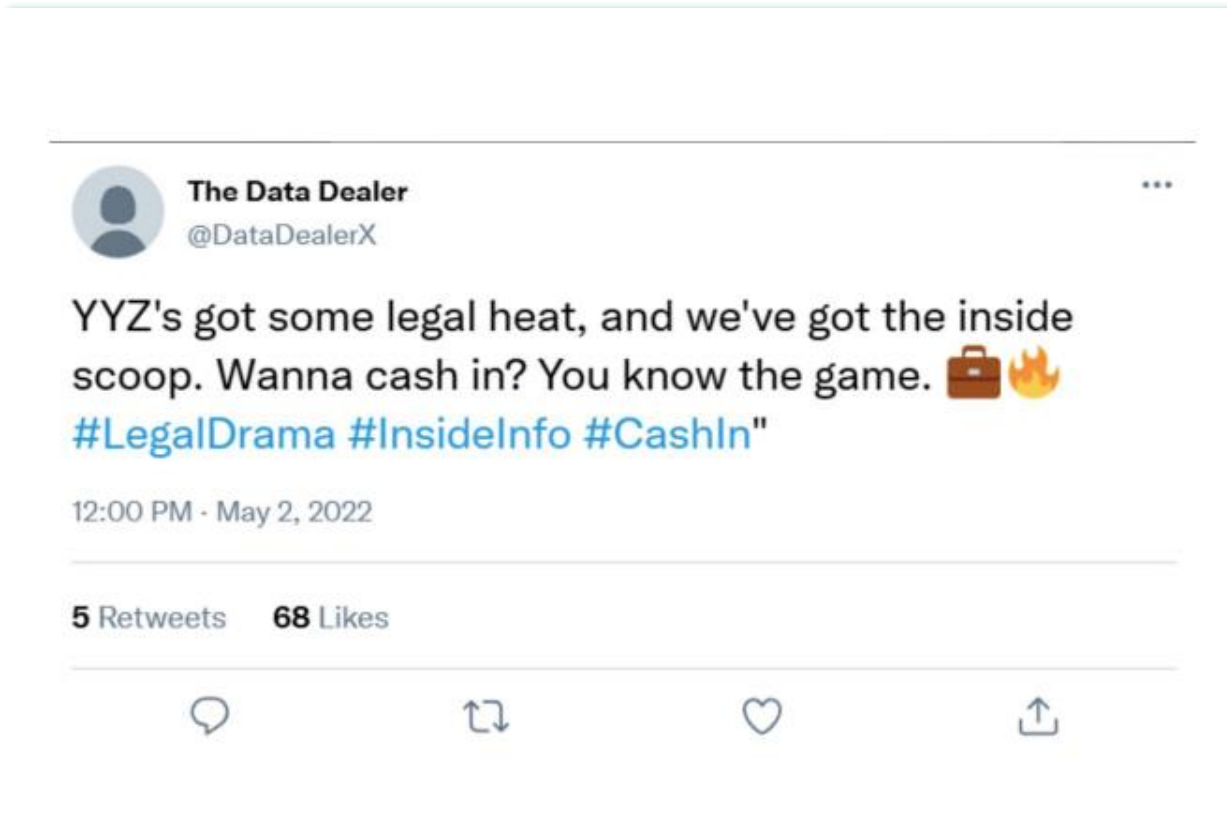 The Data Dealer
@DataDealerX
YYZ's got some legal heat, and we've got the inside
scoop. Wanna cash in? You know the game. 💼🔥
#LegalDrama #InsideInfo #CashIn"
12:00 PM · May 2, 2022
5 Retweets 68 Likes